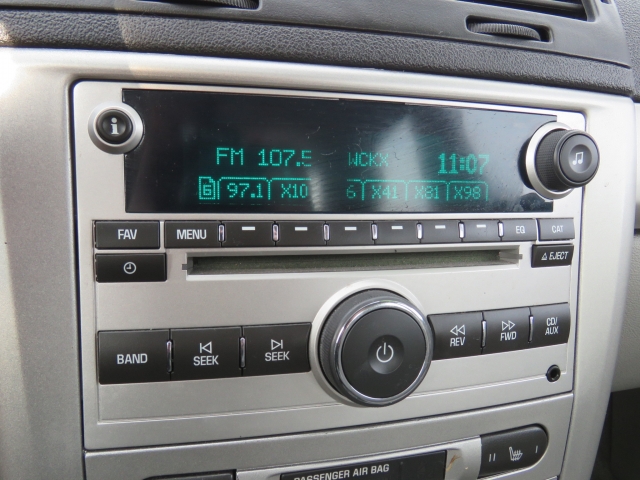 i
FM 107.5 WCKX 11:07
6 97.1 X10 6 X41 X81 X98
FAV MENU EQ CAT
EJECT
BAND SEEK SEEK REV FWD CD/
AUX
PASSENGER AIR BAG